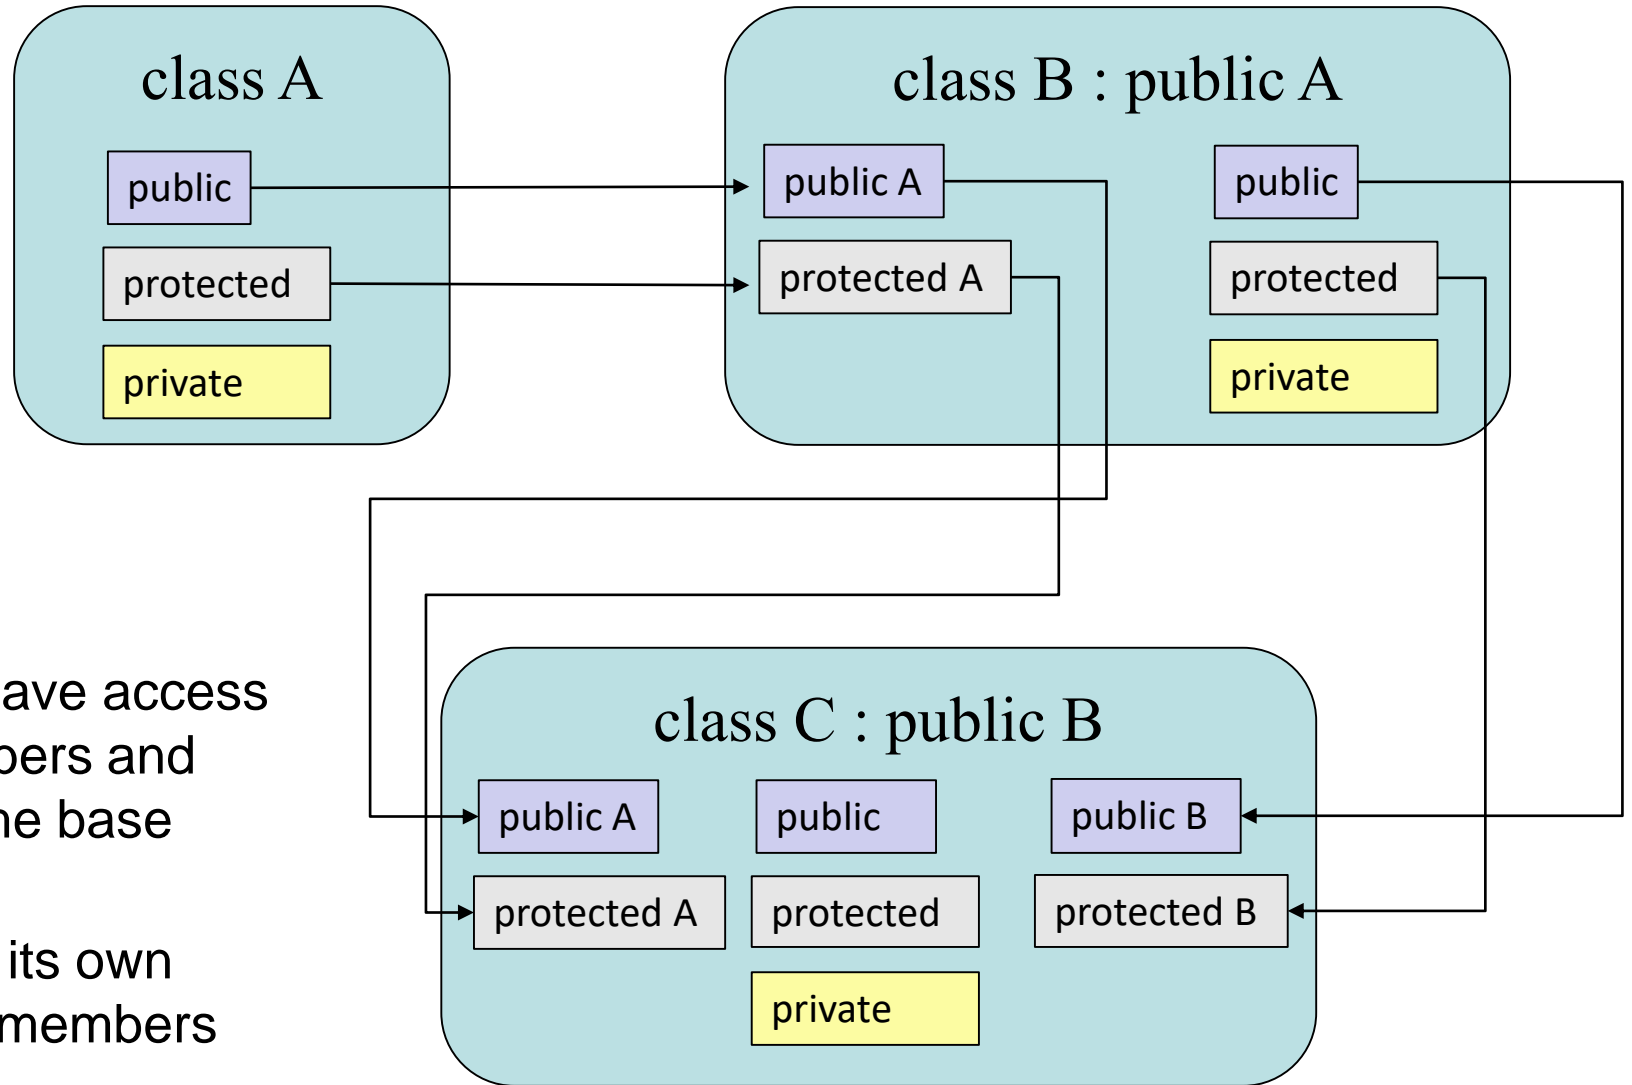 class A
public
protected
private
class B : public A
public A
public
protected A
protected
private
ave access
bers and
he base
its own
members
class C : public B
public A
public
public B
protected A
protected
protected B
private